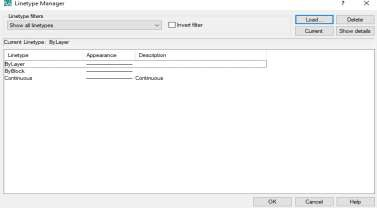 Linetype Manager
Linetype filters
Show all linetypes
Invert filter
Load...
Delete
Current
Show details
Current Linetype: ByLayer
Linetype Appearance Description
ByLayer
ByBlock
Continuous Continuous
OK Cancel Help